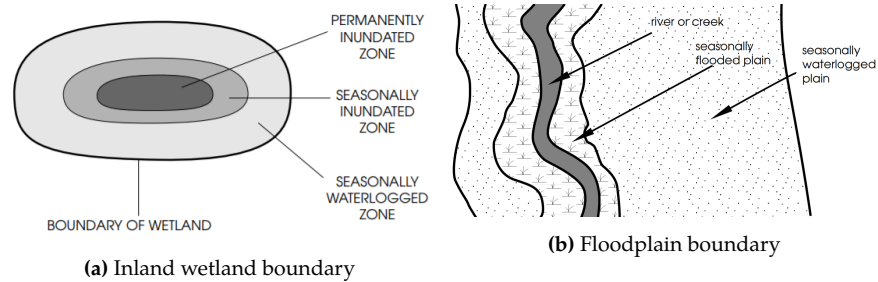 PERMANENTLY
INUNDATED
ZONE
SEASONALLY
INUNDATED
ZONE
SEASONALLY
WATERLOGGED
ZONE
BOUNDARY OF WETLAND
(a) Inland wetland boundary
river or creek
seasonally
flooded plain
seasonally
waterlogged
plain
(b) Floodplain boundary